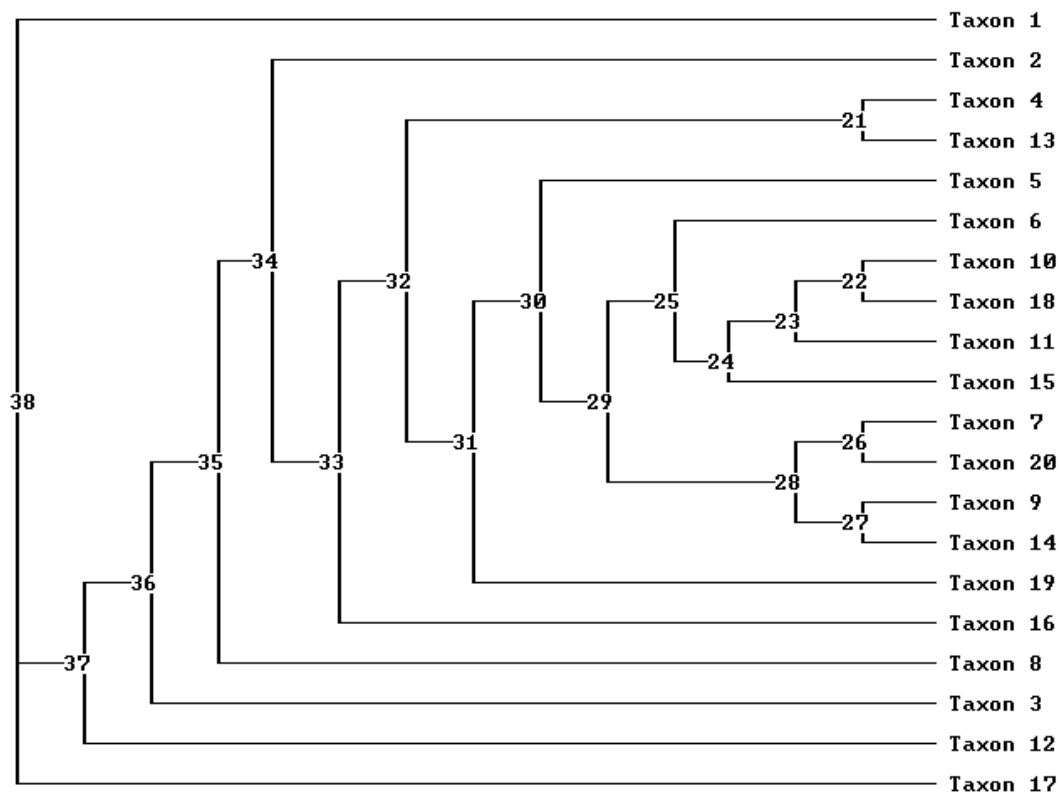 Taxon 1
Taxon 2
Taxon 4
21
Taxon 13
Taxon 5
Taxon 6
34 Taxon 10
32 22
30 25 Taxon 18
23
Taxon 11
24
Taxon 15
38 29
Taxon 7
31 26
35 33 Taxon 20
28
Taxon 9
27
Taxon 14
36 Taxon 19
Taxon 16
37 Taxon 8
Taxon 3
Taxon 12
Taxon 17